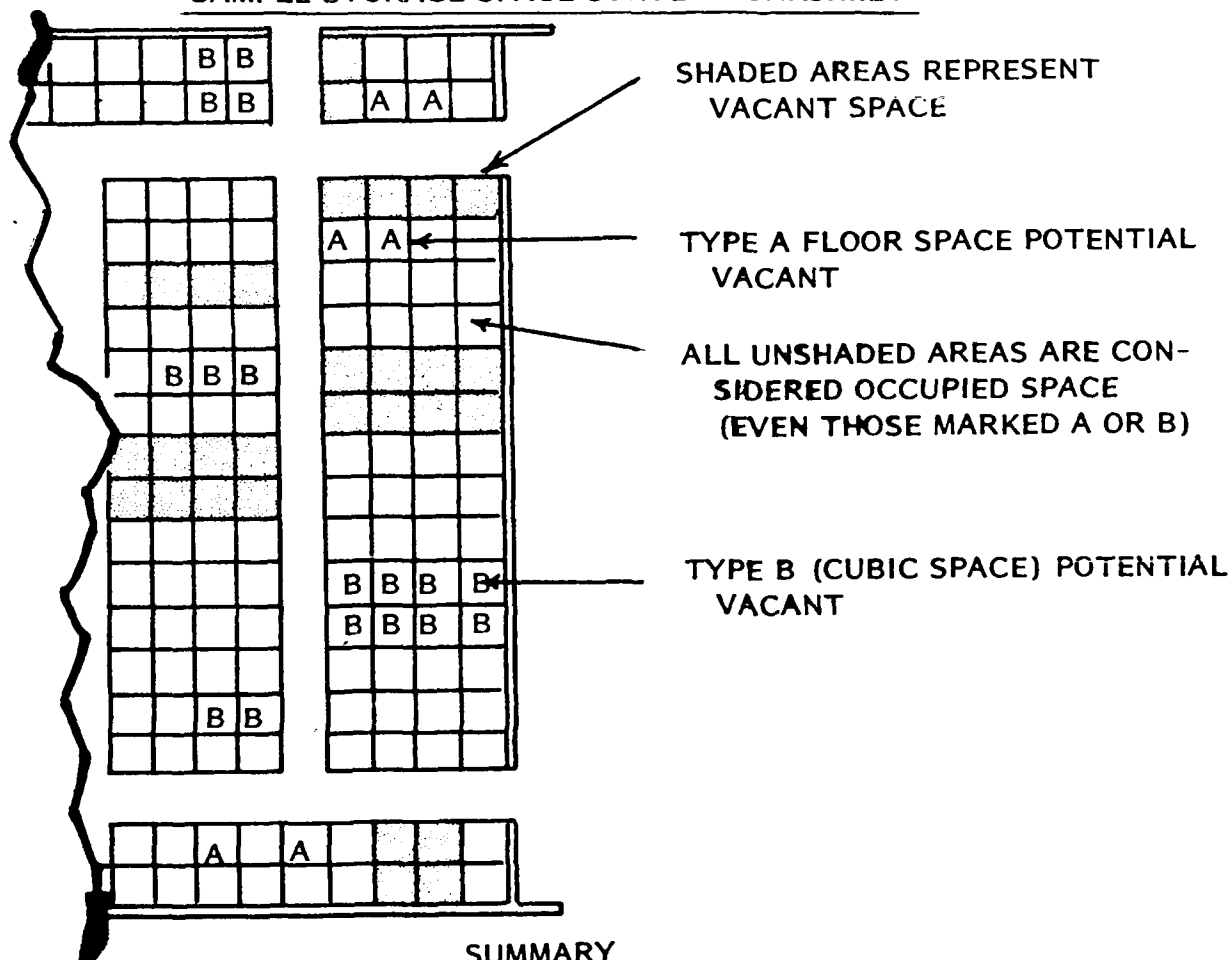 B B
B B
A A
SHADED AREAS REPRESENT
VACANT SPACE
A A
TYPE A FLOOR SPACE POTENTIAL
VACANT
ALL UNSHADED AREAS ARE CON-
SIDERED OCCUPIED SPACE
(EVEN THOSE MARKED A OR B)
B B B
B B B B
TYPE B (CUBIC SPACE) POTENTIAL
VACANT
B B B B
B B
A A
SUMMARY